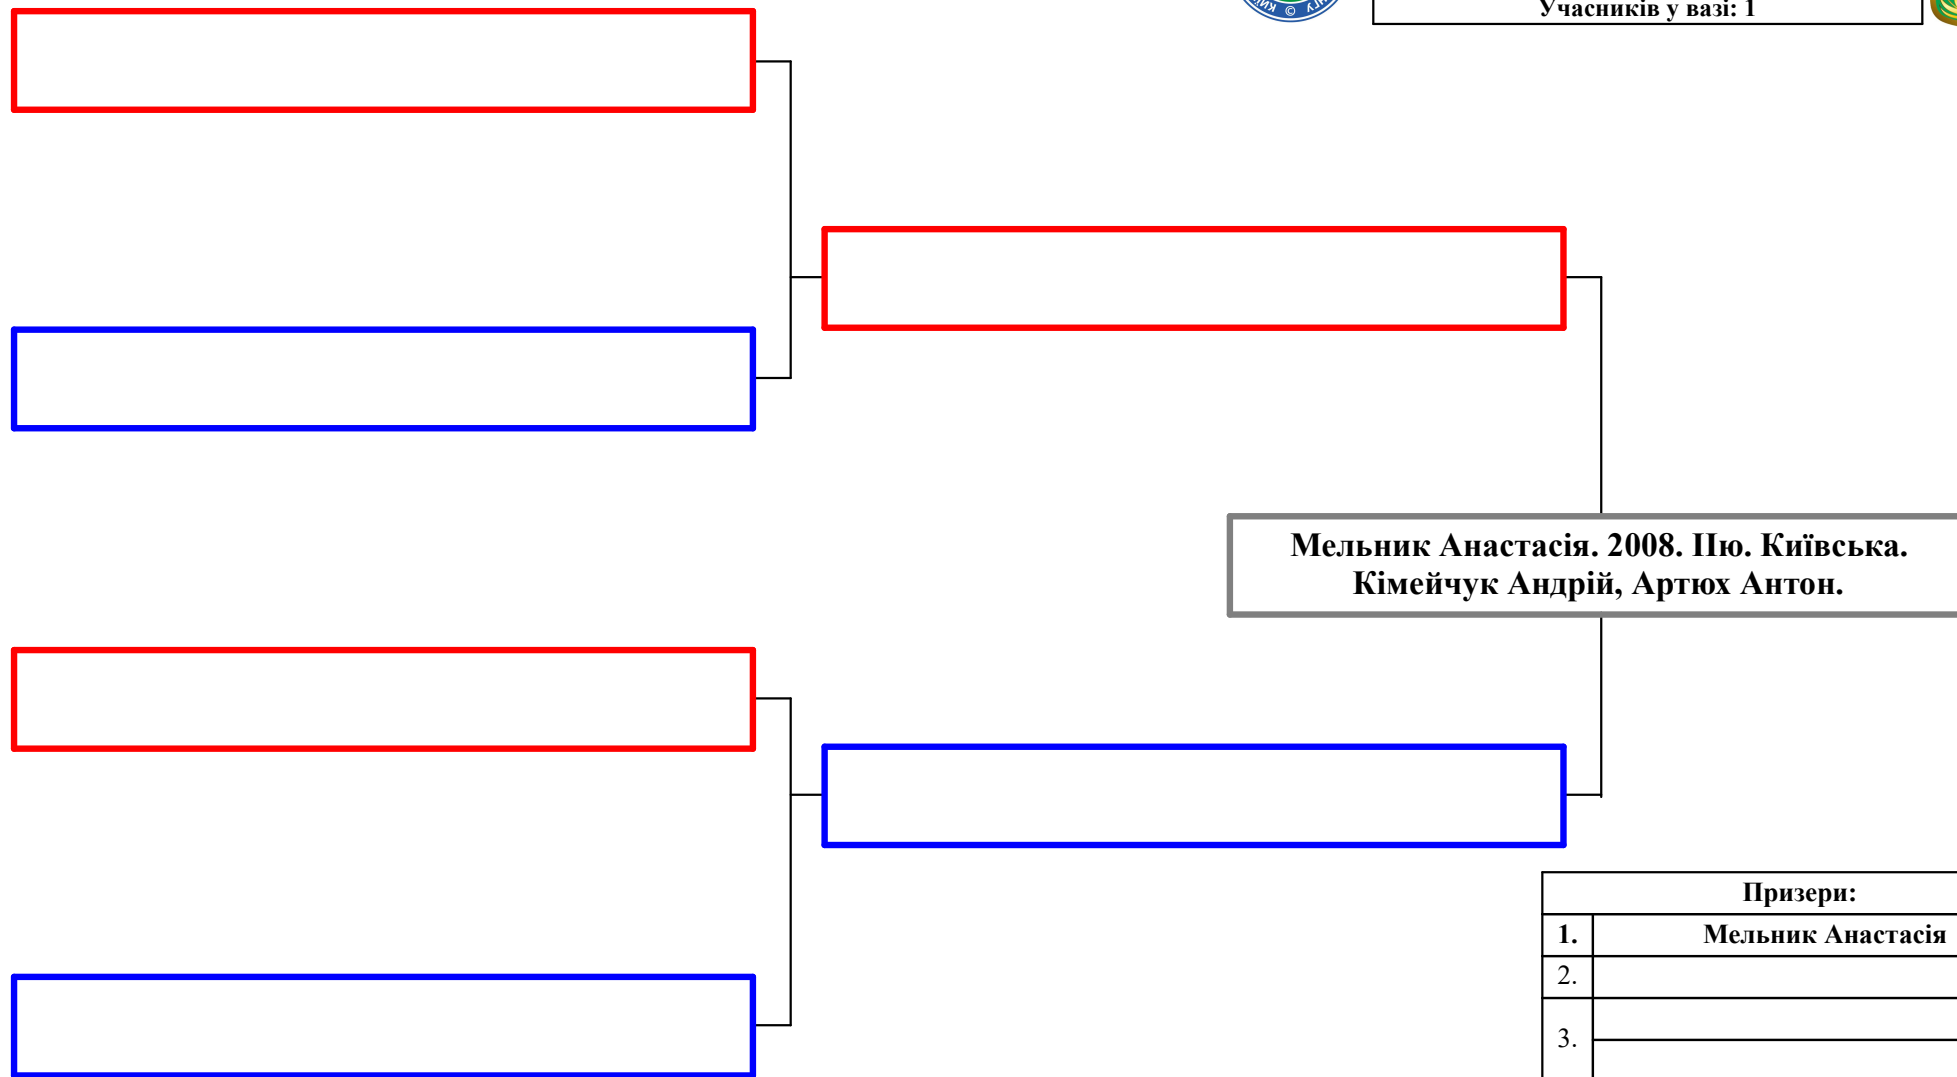 Учасників у вазі: 1
Мельник Анастасія. 2008. ІІю. Київська.
Кімейчук Андрій, Артюх Антон.
Призери:
1. Мельник Анастасія
2.
3.